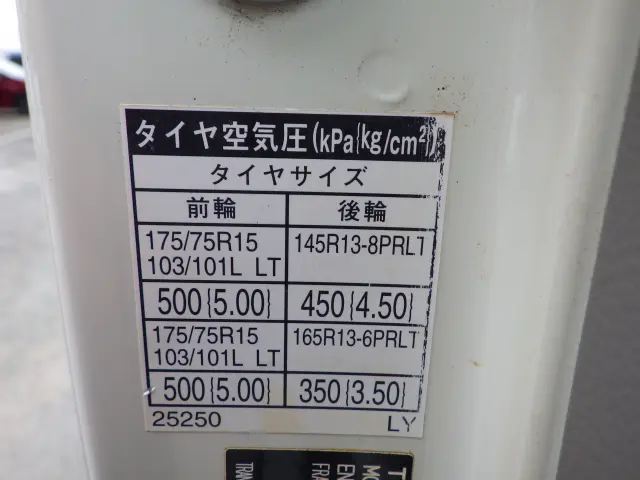 タイヤ空気圧(kPa{kg/cm²})
タイヤサイズ
前輪 後輪
175/75R15 145R13-8PRLT
103/101L LT
500{5.00} 450{4.50}
175/75R15 165R13-6PRLT
103/101L LT
500{5.00} 350{3.50}
25250 LY